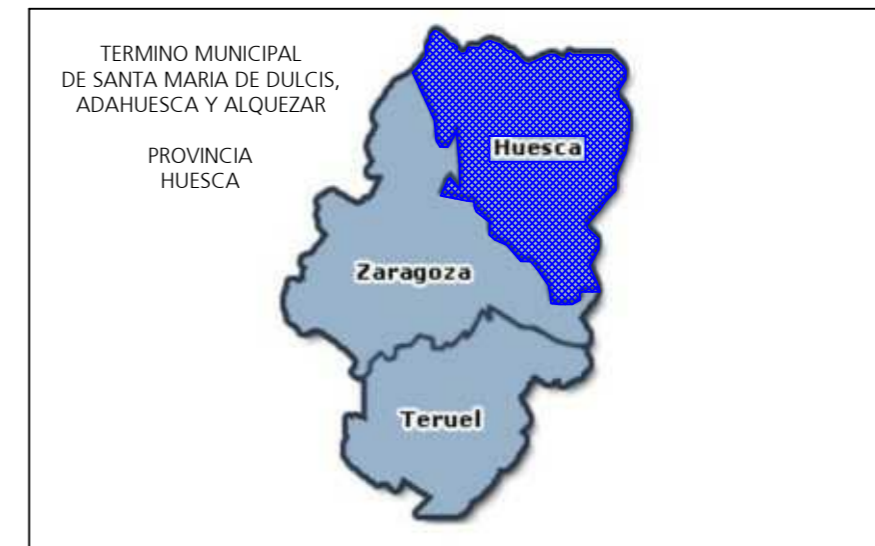 TERMINO MUNICIPAL
DE SANTA MARIA DE DULCIS,
ADAHUESCA Y ALQUEZAR
PROVINCIA
HUESCA
Huesca
Zaragoza
Teruel